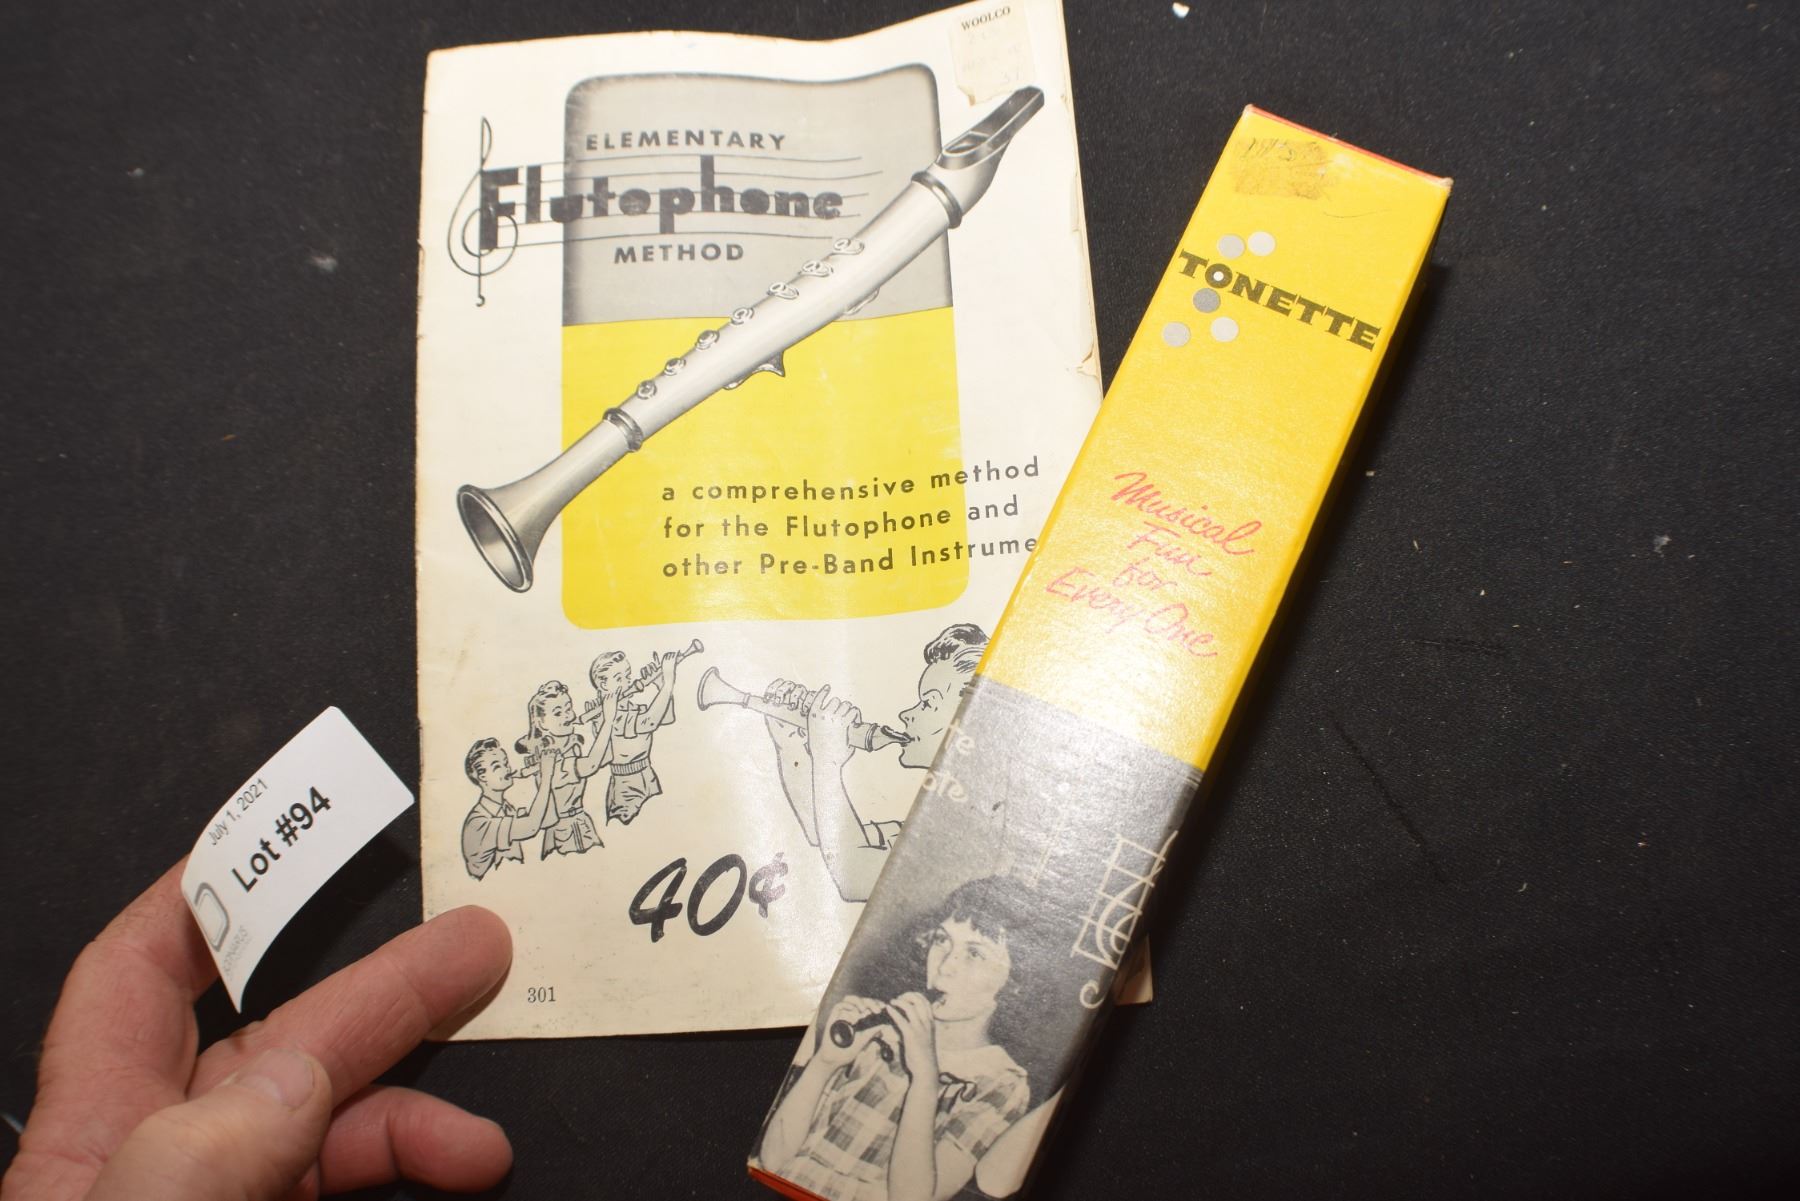 WOOLCO
ELEMENTARY
Flutophone
METHOD
a comprehensive method
for the Flutophone and
other Pre-Band Instrume
40¢
301
TONETTE
Musical
Fun
for
Every One
July 1, 2021
Lot #94